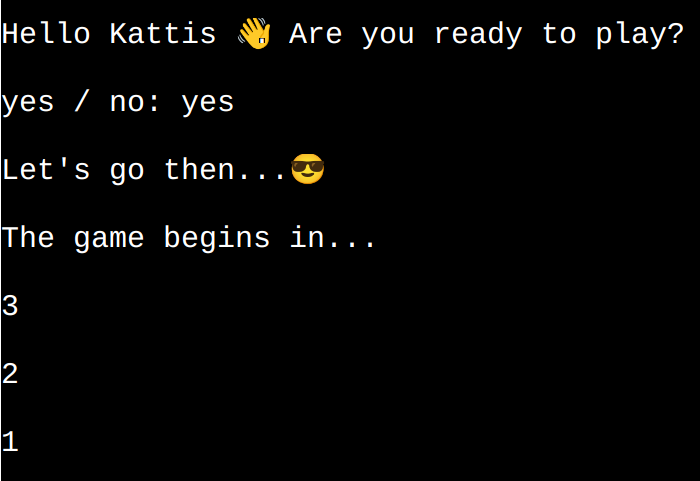 Hello Kattis 👋 Are you ready to play?
yes / no: yes
Let's go then...😎
The game begins in...
3
2
1